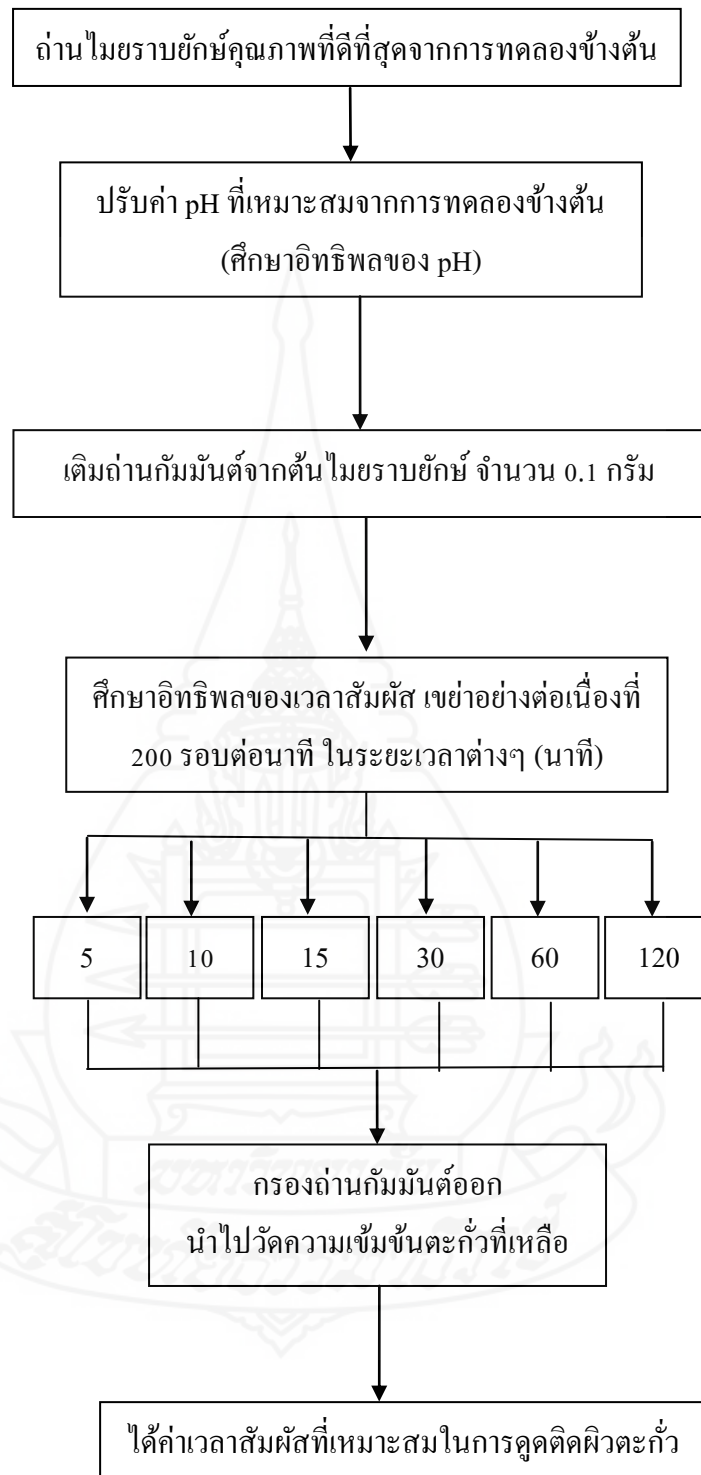 ถ่านไมยราบยักษ์คุณภาพที่ดีที่สุดจากการทดลองข้างต้น
ปรับค่า pH ที่เหมาะสมจากการทดลองข้างต้น
(ศึกษาอิทธิพลของ pH)
เติมถ่านกัมมันต์จากต้นไมยราบยักษ์ จำนวน 0.1 กรัม
ศึกษาอิทธิพลของเวลาสัมผัส เขย่าอย่างต่อเนื่องที่
200 รอบต่อนาที ในระยะเวลาต่างๆ (นาที)
5 10 15 30 60 120
กรองถ่านกัมมันต์ออก
นำไปวัดความเข้มข้นตะกั่วที่เหลือ
ได้ค่าเวลาสัมผัสที่เหมาะสมในการดูดติดผิวตะกั่ว